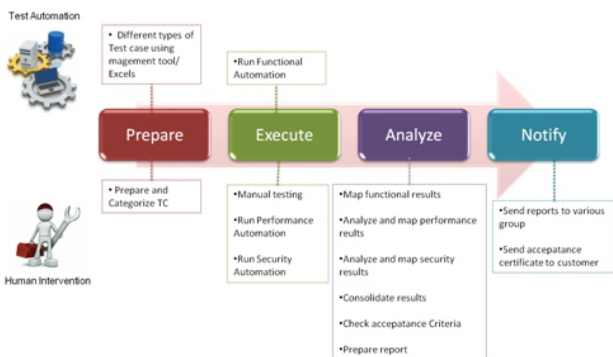 Test Automation
• Different types of
Test case using
magement tool/
Excels
•Run Functional
Automation
Prepare
Execute
Analyze
Notify
• Prepare and
Categorize TC
•Manual testing
•Run Performance
Automation
•Run Security
Automation
•Map functional results
•Analyze and map performance
reults
•Analyze and map security
results
•Consolidate results
•Check accepatance Criteria
•Prepare report
•Send reports to various
group
•Send accepatance
certificate to customer
Human Intervention